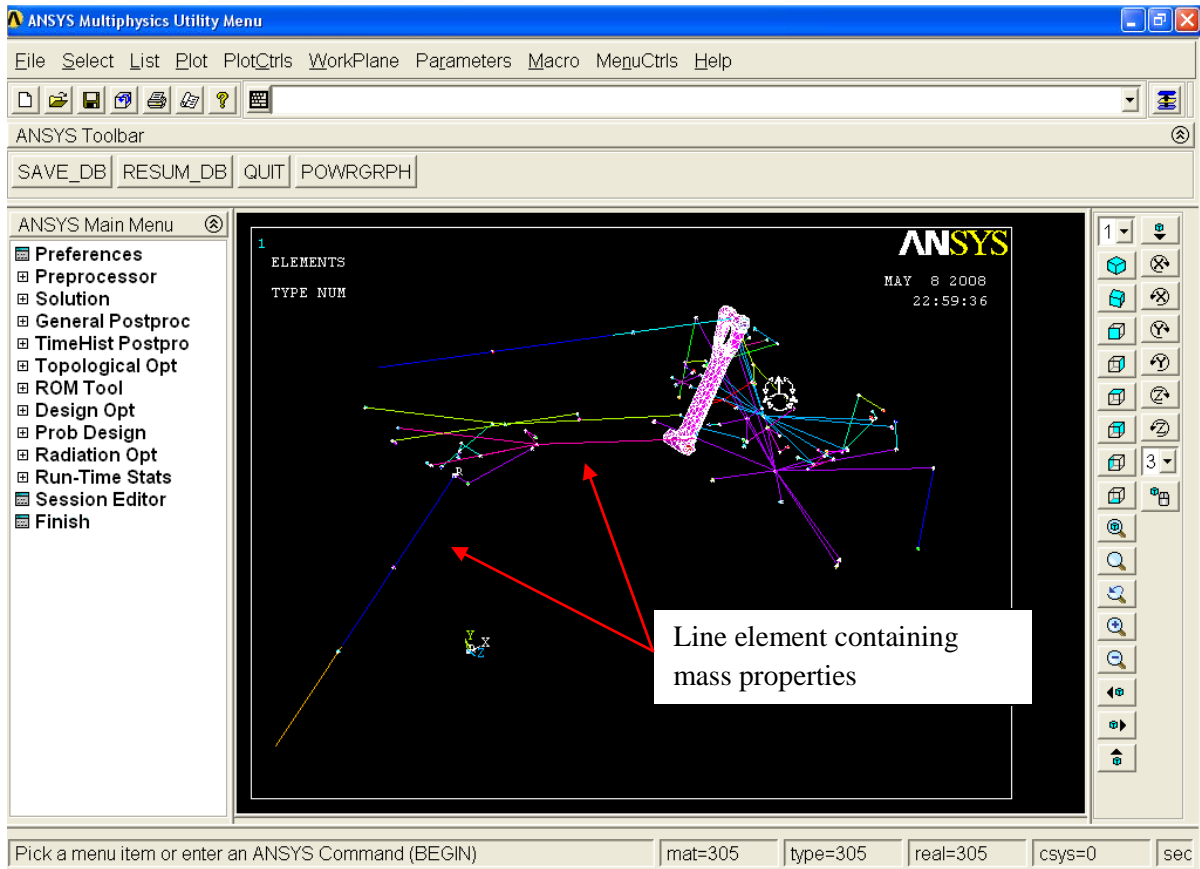 ANSYS Multiphysics Utility Menu
File Select List Plot PlotCtrls WorkPlane Parameters Macro MenuCtrls Help
ANSYS Toolbar
SAVE_DB RESUM_DB QUIT POWRGRPH
ANSYS Main Menu
Preferences
Preprocessor
Solution
General Postproc
TimeHist Postpro
Topological Opt
ROM Tool
Design Opt
Prob Design
Radiation Opt
Run-Time Stats
Session Editor
Finish
1
ELEMENTS
TYPE NUM
ANSYS
MAY 8 2008
22:59:36
R
Y
X
Z
Line element containing
mass properties
1
3
Pick a menu item or enter an ANSYS Command (BEGIN) mat=305 type=305 real=305 csys=0 sec